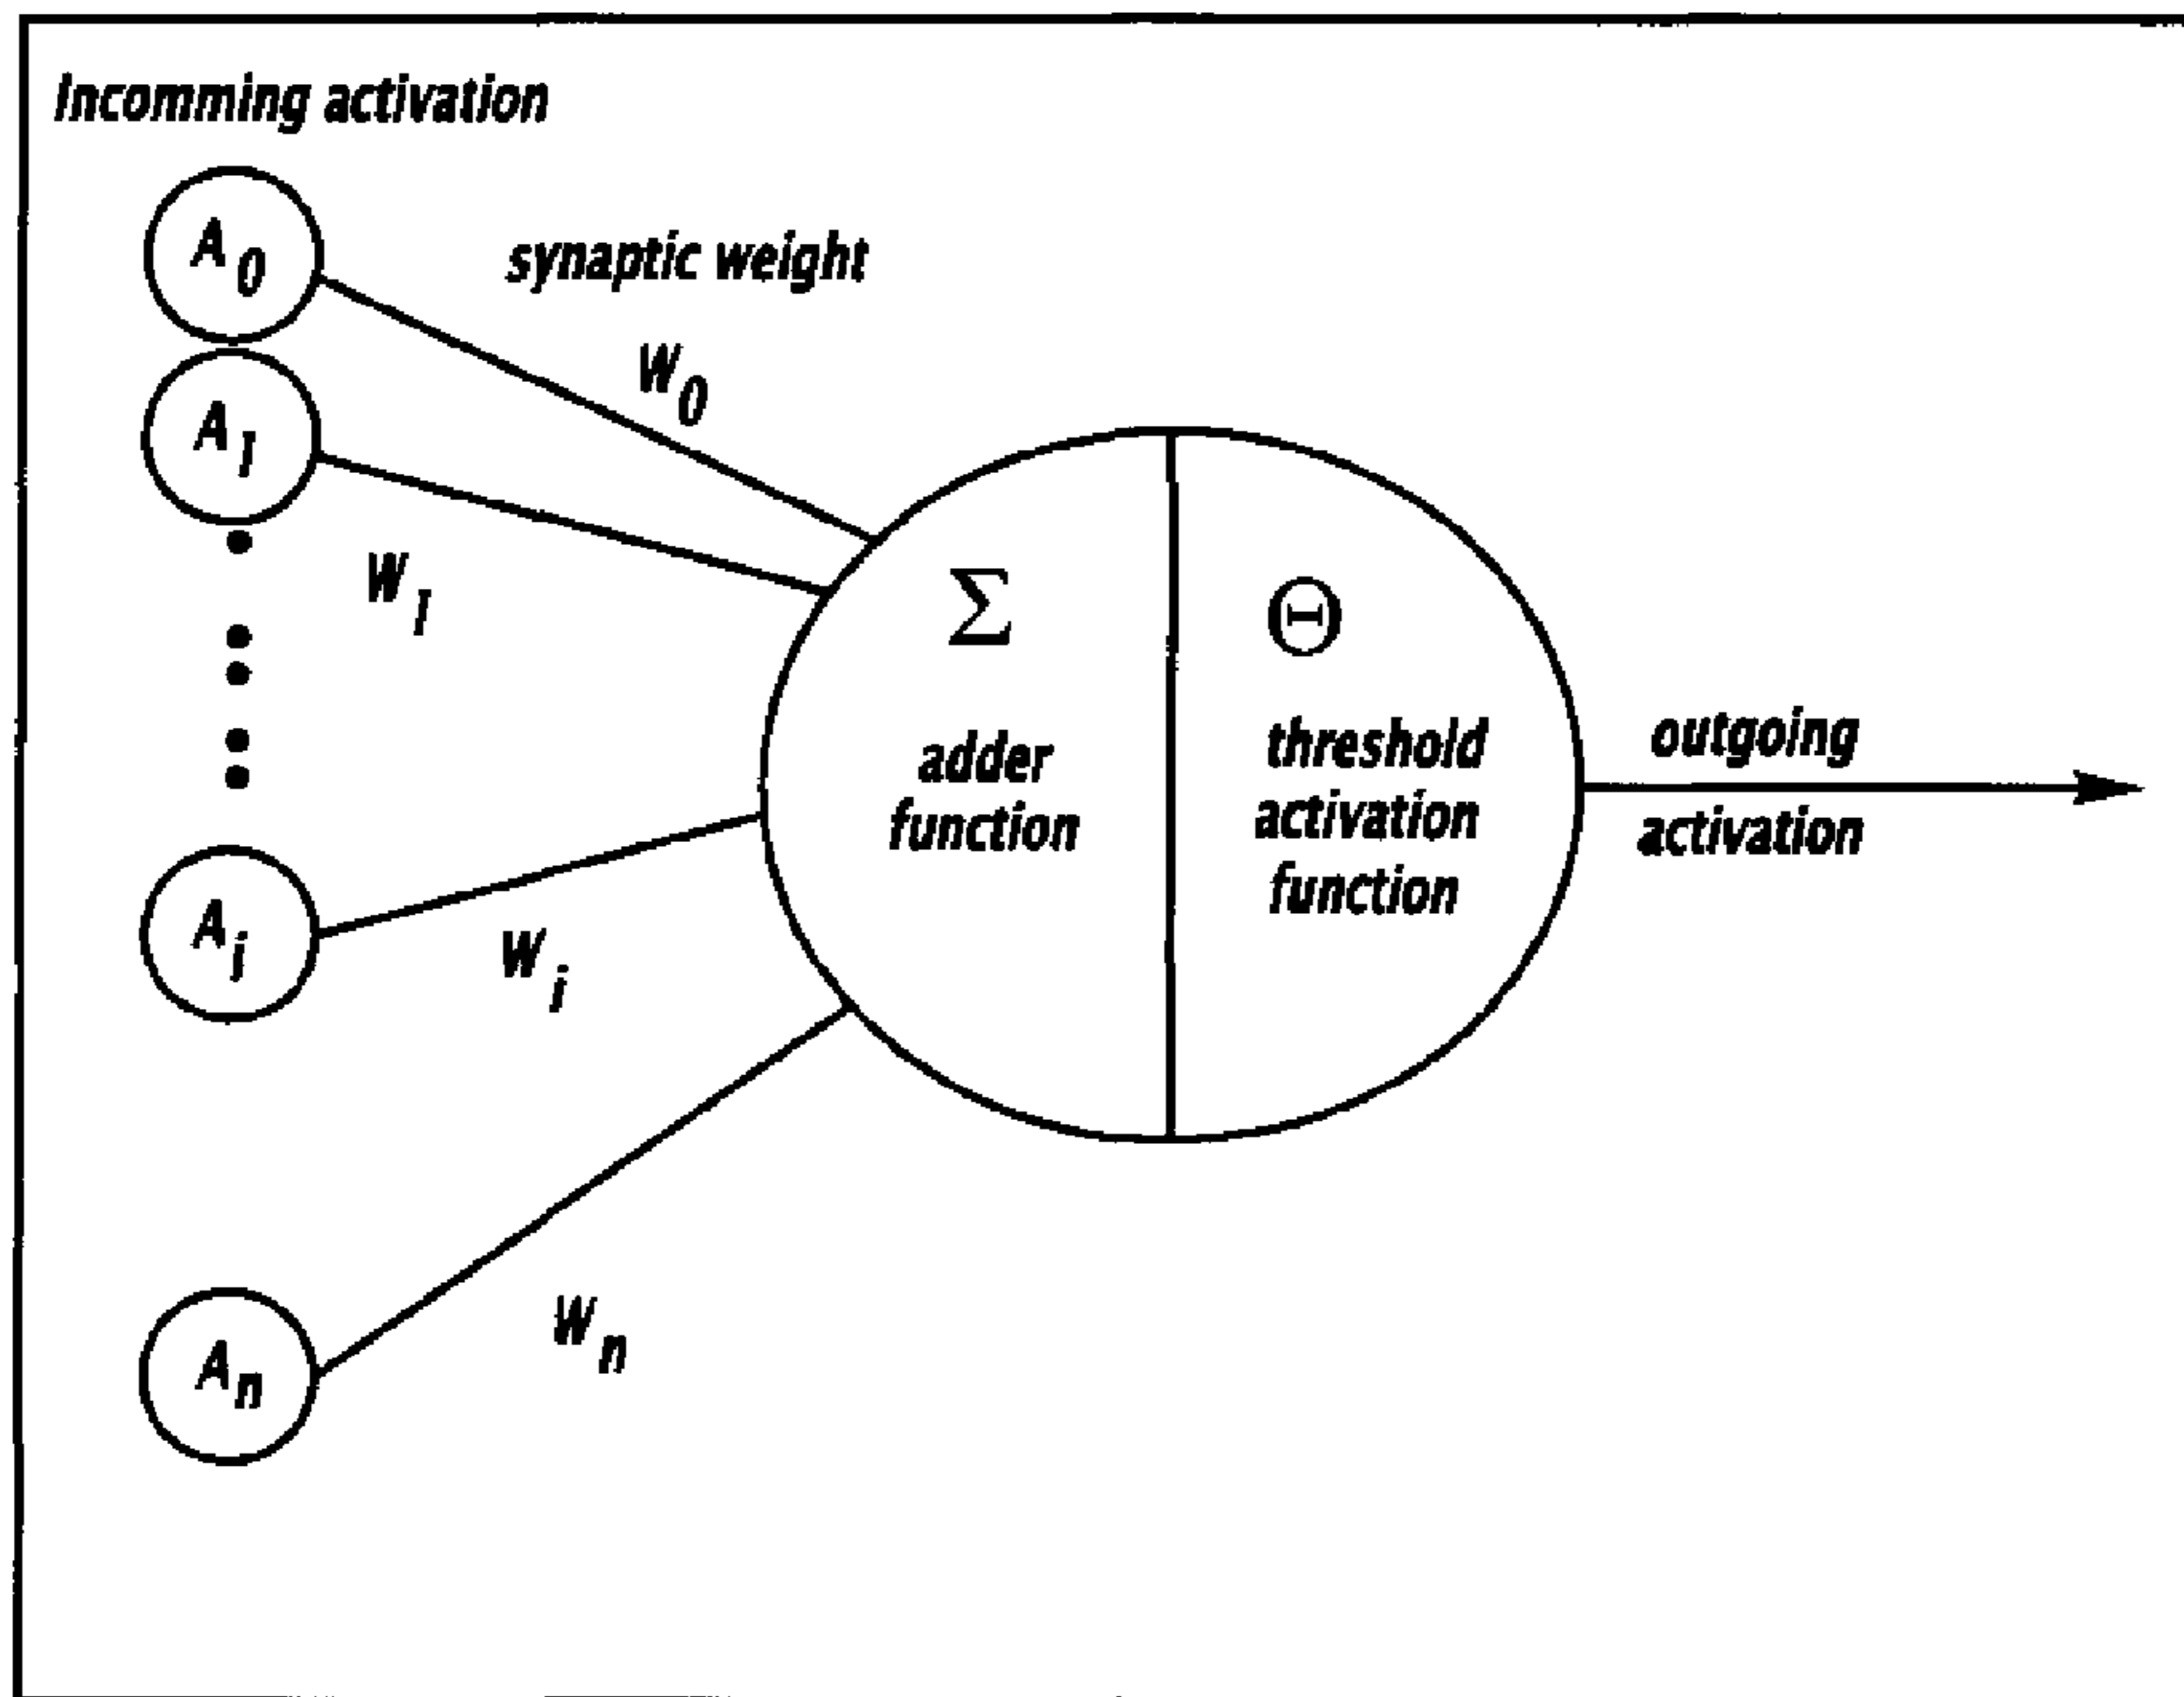 Incomming activation
A0
synaptic weight
W0
A1
W1
Σ
Θ
adder
function
threshold
activation
function
outgoing
activation
Ai
Wi
Wn
An